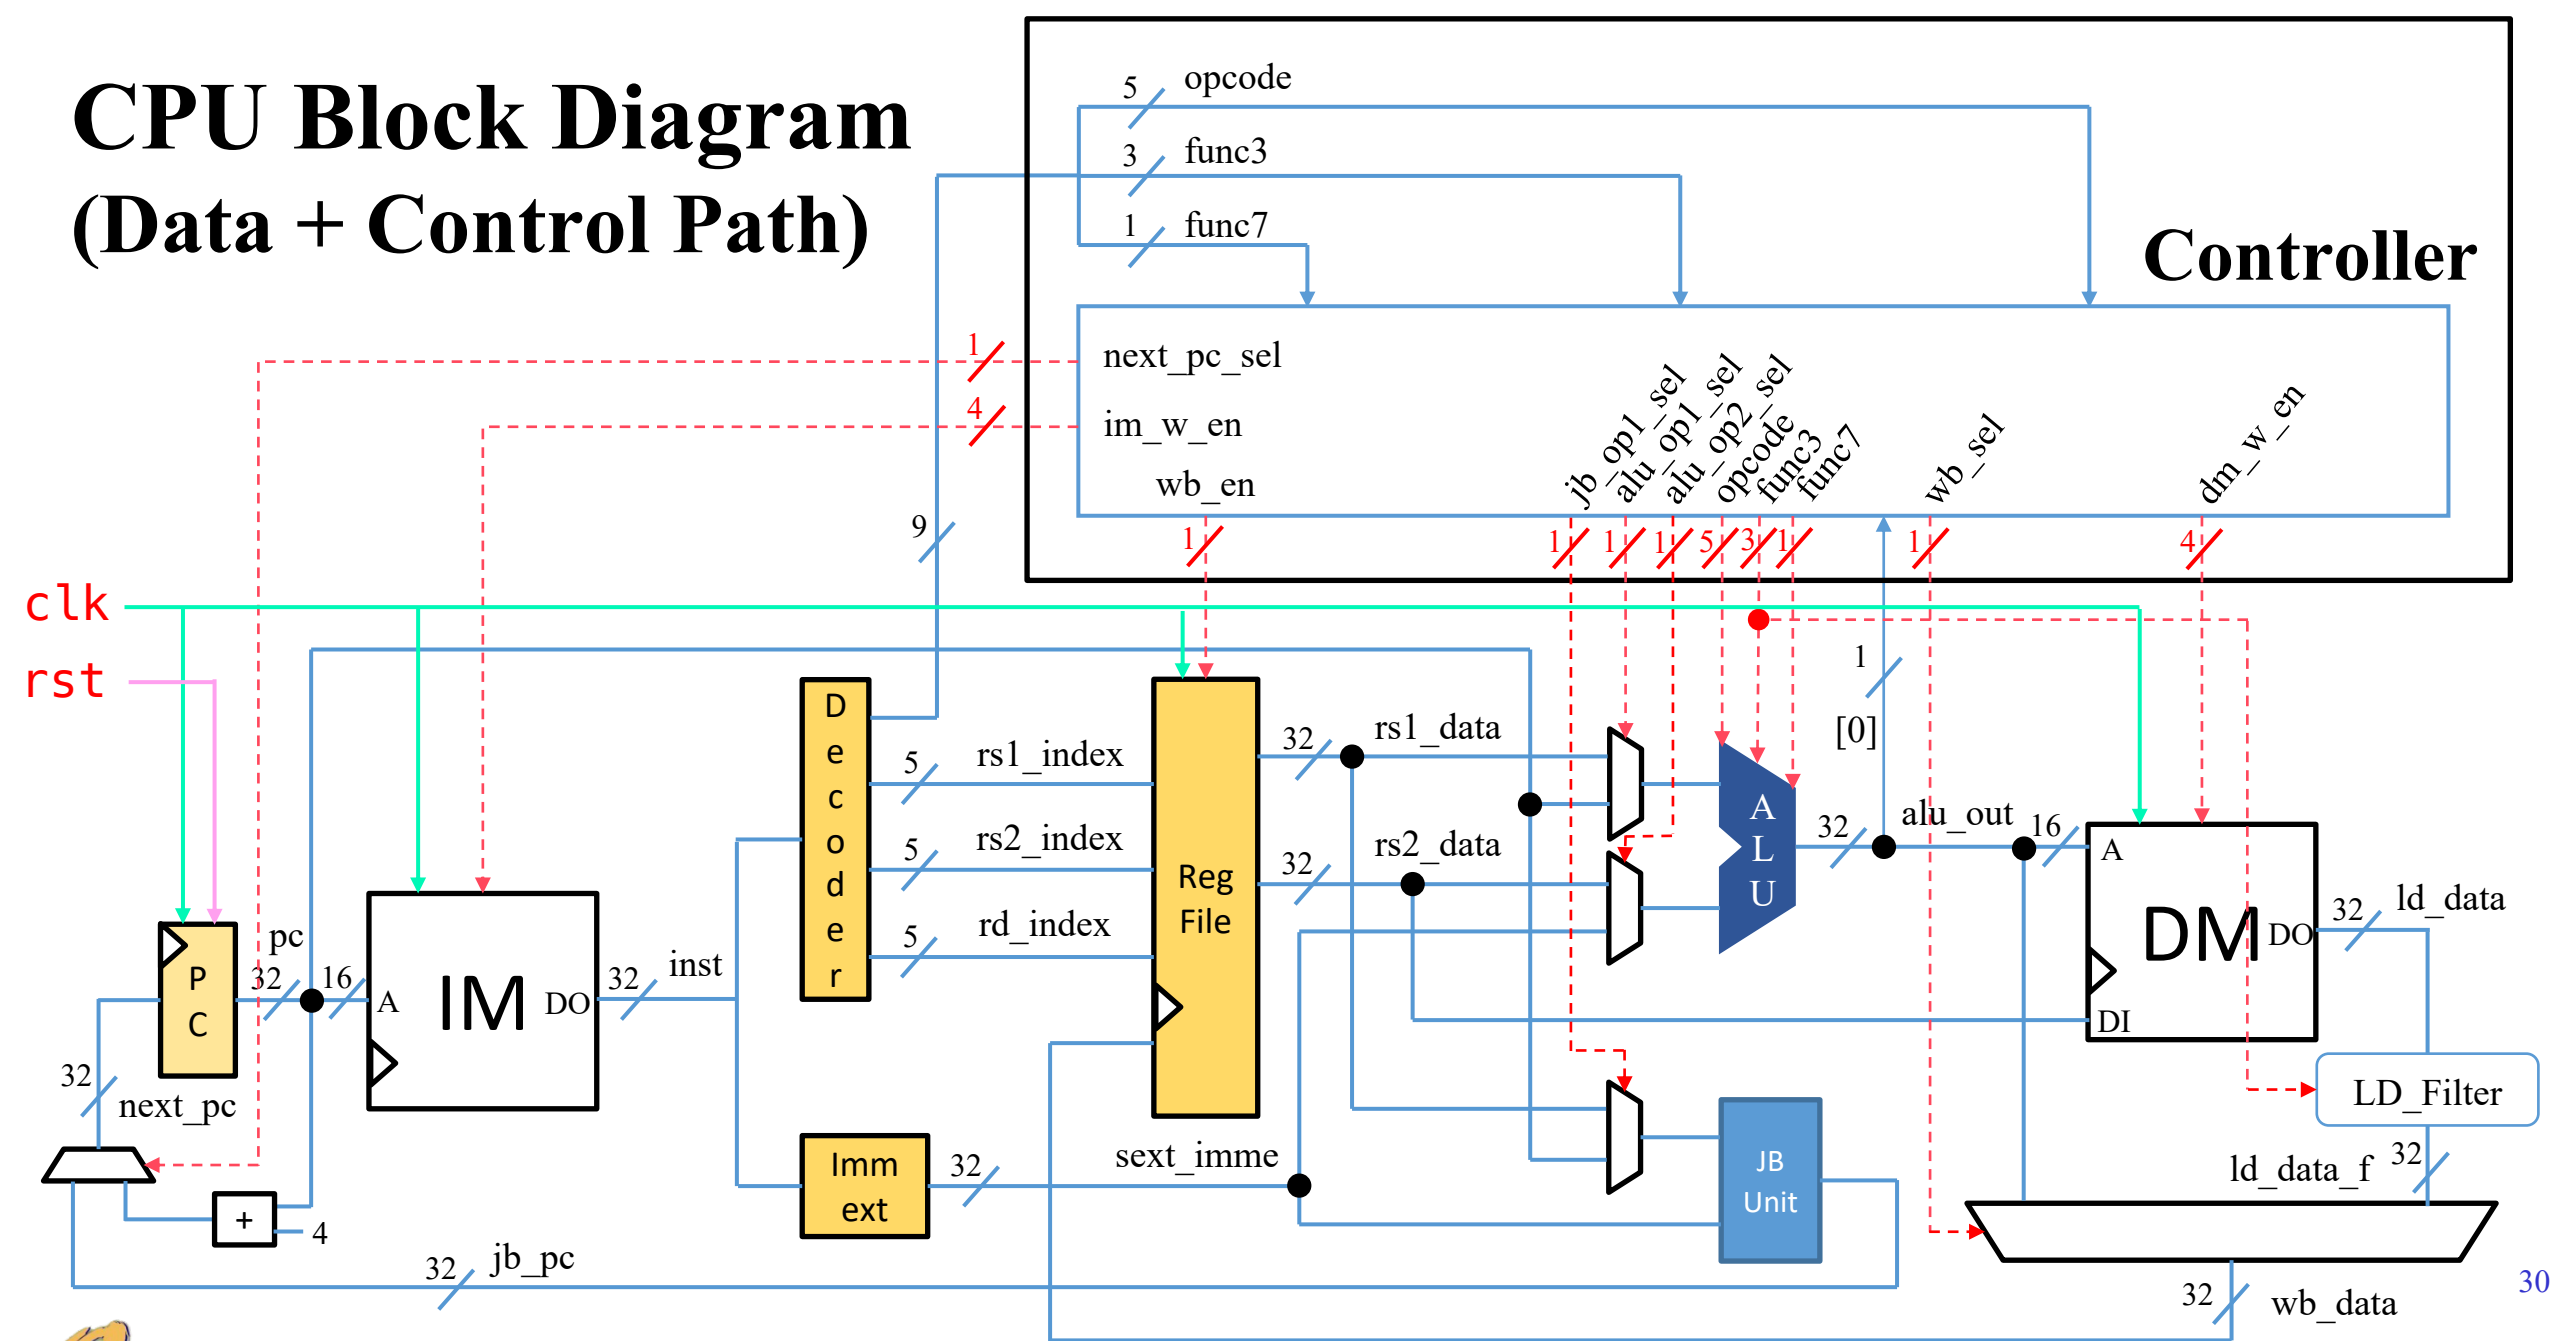 CPU Block Diagram
(Data + Control Path)
Controller
5 opcode
3 func3
1 func7
1 next_pc_sel
4 im_w_en
wb_en
jb_op1_sel
alu_op1_sel
alu_op2_sel
opcode
func3
func7
wb_sel
dm_w_en
9
1
1
1
1
5
3
1
1
4
clk
rst
1
[0]
Decoder
5 rs1_index
5 rs2_index
5 rd_index
Reg
File
32 rs1_data
32 rs2_data
ALU
32 alu_out 16
A
DM
DO
DI
32 ld_data
PC
pc
32
16
A
IM
DO
32 inst
32
next_pc
+
4
Imm
ext
32 sext_imme
JB
Unit
LD_Filter
32
ld_data_f
32 jb_pc
32 wb_data
30